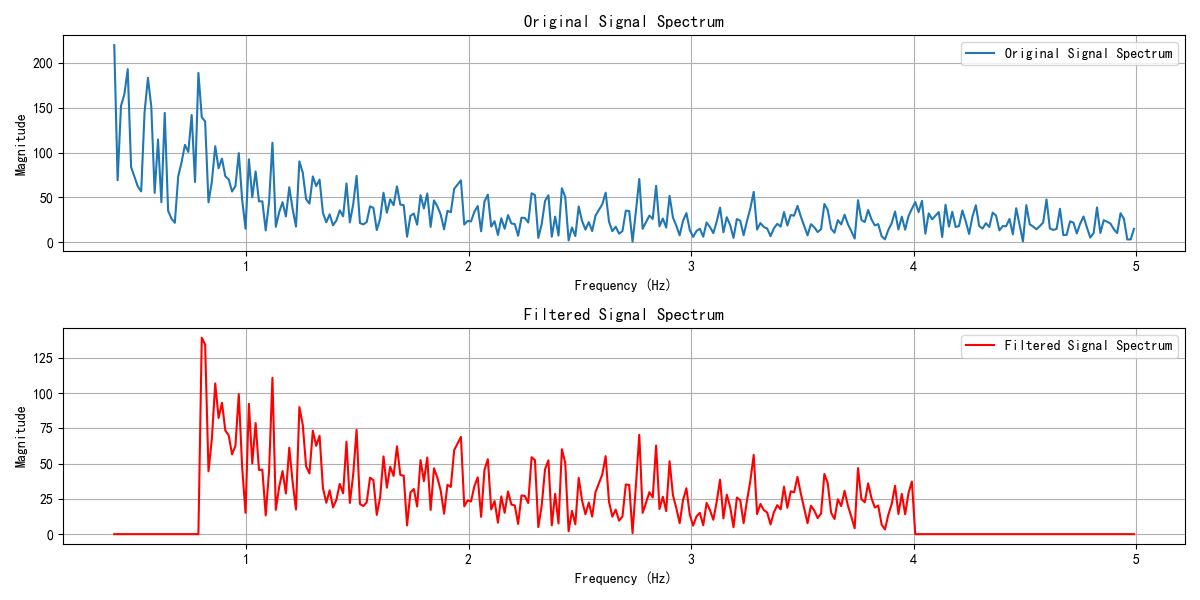 Original Signal Spectrum
Original Signal Spectrum
Magnitude
200
150
100
50
0
1
2
3
4
5
Frequency (Hz)
Filtered Signal Spectrum
Filtered Signal Spectrum
Magnitude
125
100
75
50
25
0
1
2
3
4
5
Frequency (Hz)